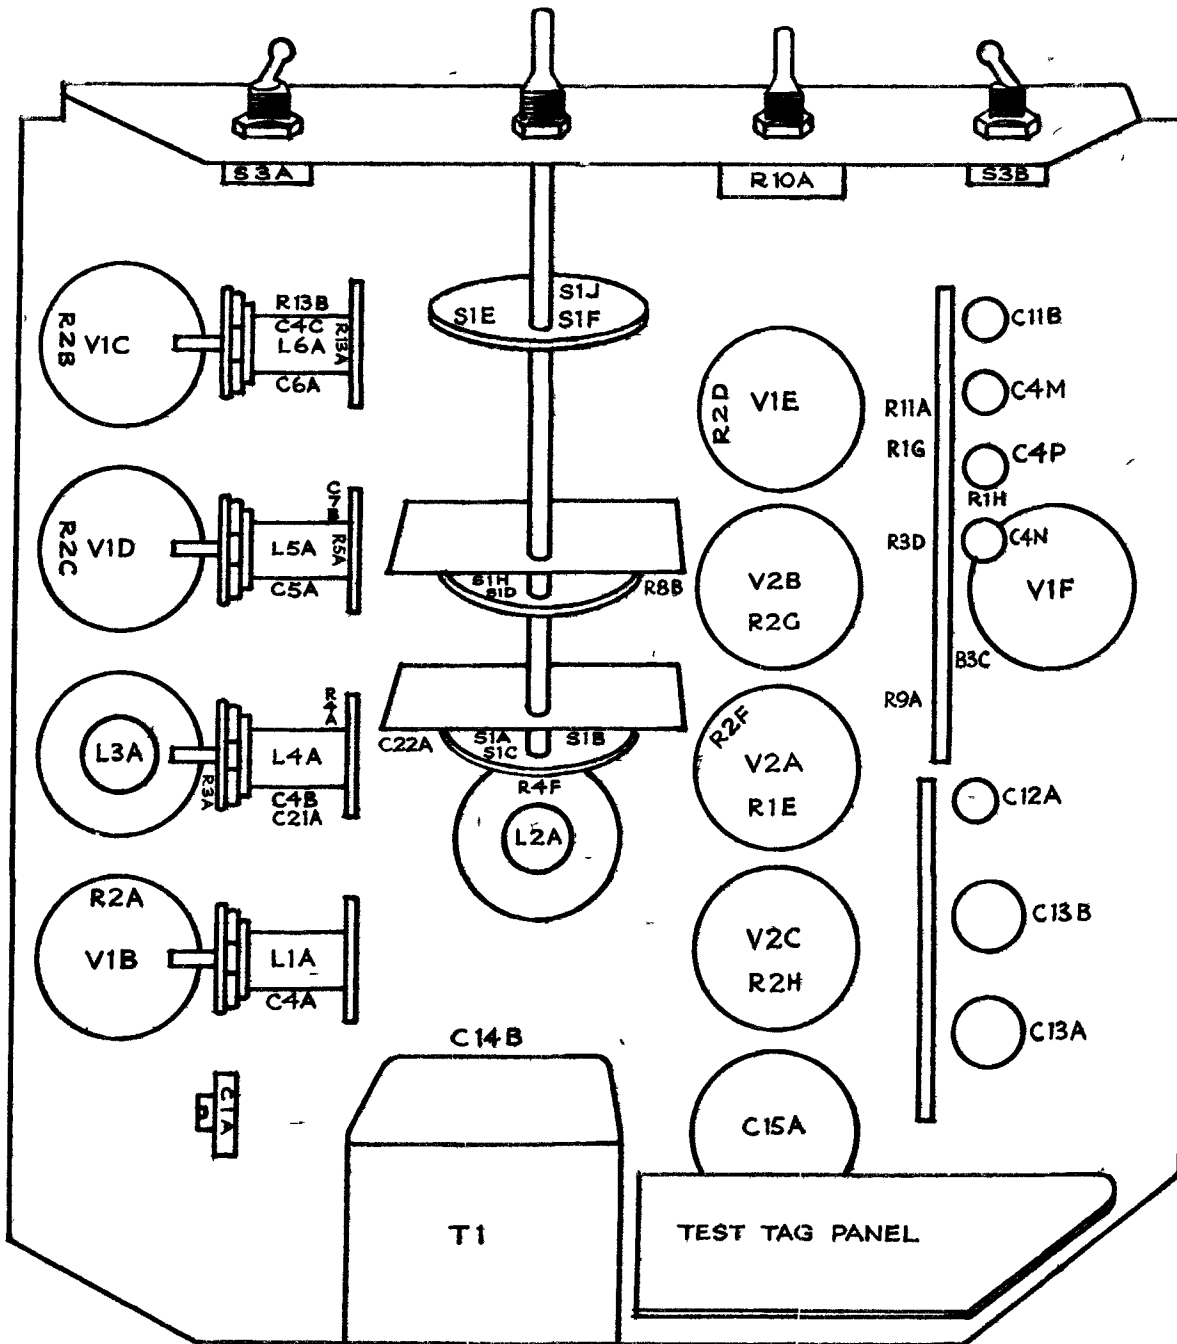 S3A
R10A
S3B
S1J
S1E
S1F
R13B
C4C
R2B
V1C
L6A
R13A
C6A
C11B
R2D
V1E
R11A
C4M
R1G
C4P
R1H
C7B
R2C
V1D
L5A
R5A
C5A
S1H
S1D
R8B
V2B
R2G
R3D
C4N
V1F
B3C
R4A
L3A
L4A
R3A
C4B
C21A
C22A
S1A
S1B
S1C
R4F
L2A
R2F
V2A
R1E
R9A
C12A
R2A
V1B
L1A
C4A
V2C
R2H
C13B
C13A
C14B
C1A
C15A
T1
TEST TAG PANEL